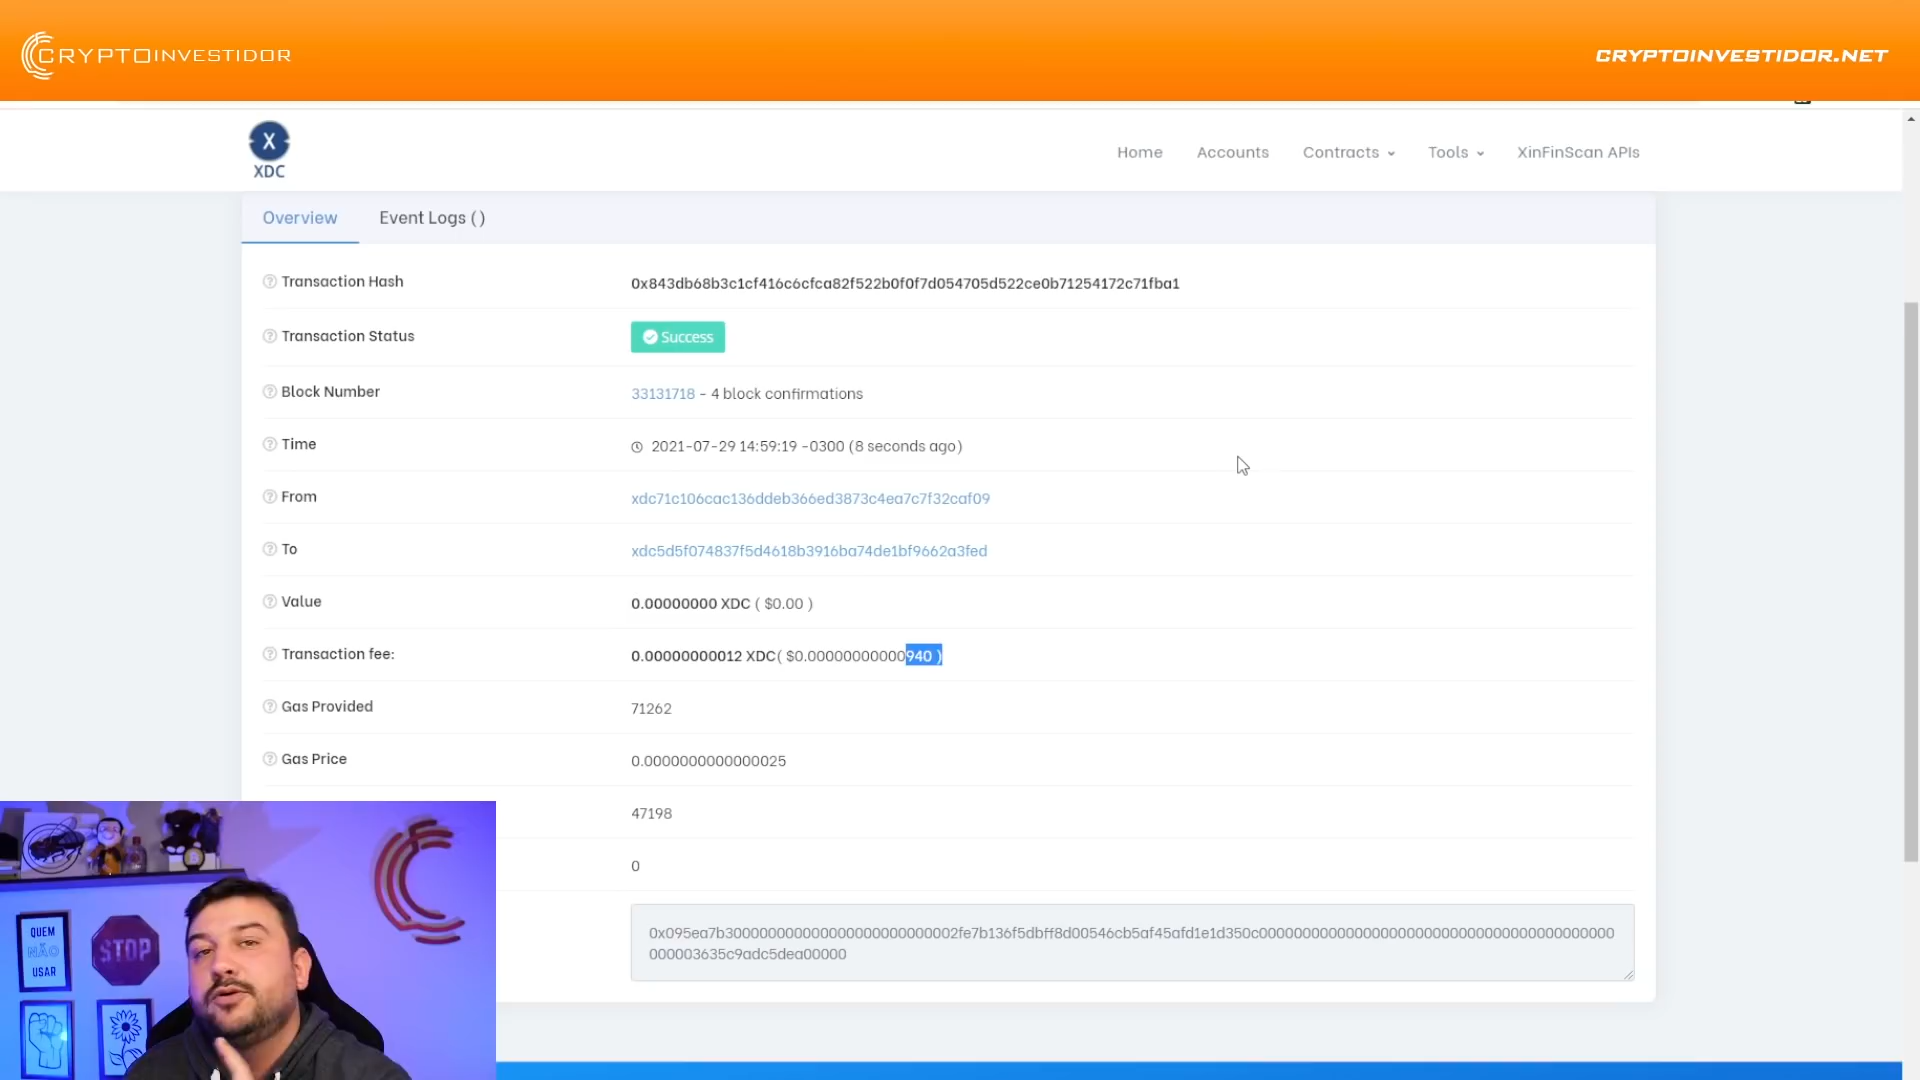 CRYPTOINVESTIDOR
CRYPTOINVESTIDOR.NET
X
XDC
Home Accounts Contracts Tools XinFinScan APIs
Overview Event Logs ( )
Transaction Hash 0x843db68b3c1cf416c6cfca82f522b0f0f7d054705d522ce0b71254172c71fba1
Transaction Status Success
Block Number 33131718 - 4 block confirmations
Time 2021-07-29 14:59:19 -0300 (8 seconds ago)
From xdc71c106cac136ddeb366ed3873c4ea7c7f32caf09
To xdc5d5f074837f5d4618b3916ba74de1bf9662a3fed
Value 0.00000000 XDC ( $0.00 )
Transaction fee: 0.00000000012 XDC( $0.00000000000940 )
Gas Provided 71262
Gas Price 0.0000000000000025
47198
0
0x095ea7b30000000000000000000000002fe7b136f5dbff8d00546cb5af45afd1e1d350c00000000000000000000000000000000000000000
000003635c9adc5dea00000
QUEM
NÃO
USAR
STOP